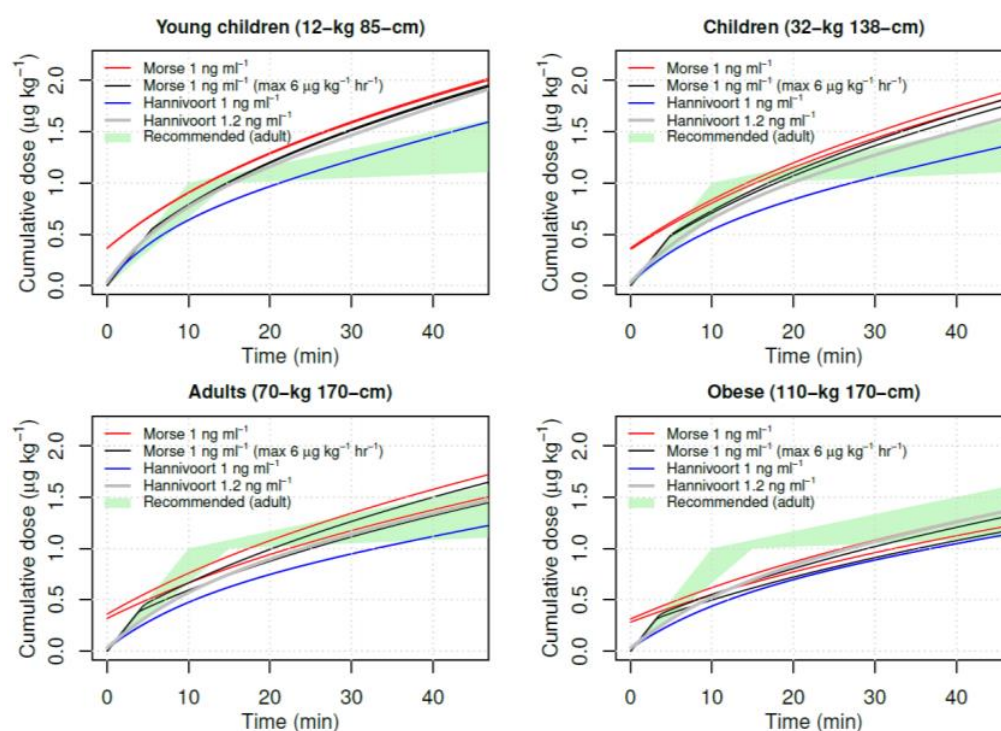 Young children (12−kg 85−cm)
Cumulative dose (μg kg⁻¹)
2.0
1.5
1.0
0.5
0.0
Morse 1 ng ml⁻¹
Morse 1 ng ml⁻¹ (max 6 μg kg⁻¹ hr⁻¹)
Hannivoort 1 ng ml⁻¹
Hannivoort 1.2 ng ml⁻¹
Recommended (adult)
0 10 20 30 40
Time (min)
Children (32−kg 138−cm)
Cumulative dose (μg kg⁻¹)
2.0
1.5
1.0
0.5
0.0
Morse 1 ng ml⁻¹
Morse 1 ng ml⁻¹ (max 6 μg kg⁻¹ hr⁻¹)
Hannivoort 1 ng ml⁻¹
Hannivoort 1.2 ng ml⁻¹
Recommended (adult)
0 10 20 30 40
Time (min)
Adults (70−kg 170−cm)
Cumulative dose (μg kg⁻¹)
2.0
1.5
1.0
0.5
0.0
Morse 1 ng ml⁻¹
Morse 1 ng ml⁻¹ (max 6 μg kg⁻¹ hr⁻¹)
Hannivoort 1 ng ml⁻¹
Hannivoort 1.2 ng ml⁻¹
Recommended (adult)
0 10 20 30 40
Time (min)
Obese (110−kg 170−cm)
Cumulative dose (μg kg⁻¹)
2.0
1.5
1.0
0.5
0.0
Morse 1 ng ml⁻¹
Morse 1 ng ml⁻¹ (max 6 μg kg⁻¹ hr⁻¹)
Hannivoort 1 ng ml⁻¹
Hannivoort 1.2 ng ml⁻¹
Recommended (adult)
0 10 20 30 40
Time (min)